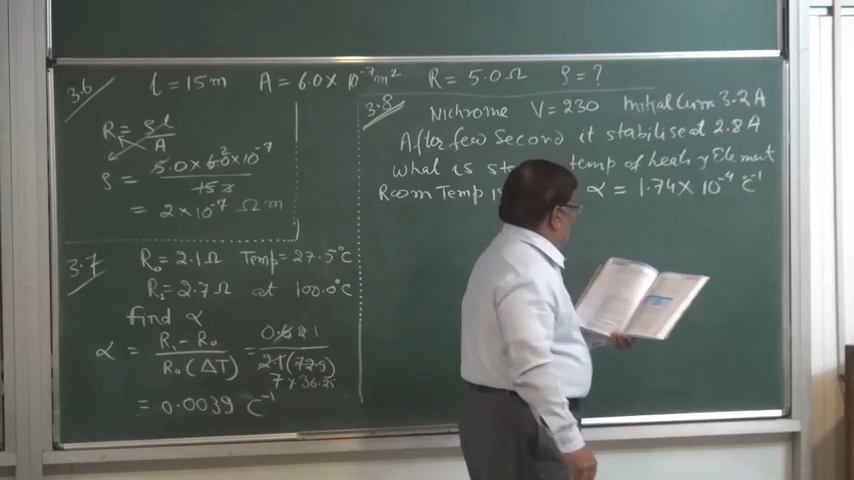 3.6 l = 15 m A = 6.0 × 10⁻⁷ m² R = 5.0 Ω ρ = ?
R = ρl / A
ρ = 5.0 × 6.0 × 10⁻⁷ / 15
= 2 × 10⁻⁷ Ω m
3.7 R₀ = 2.1 Ω Temp = 27.5°C
R₁ = 2.7 Ω at 100.0°C
find α
α = R₁ − R₀ / R₀ (ΔT) = / 2.1 (72.5)
7 × 36.25
= 0.0039 C⁻¹
3.8 Nichrome V = 230 Initial Curr 3.2 A
After few Second it stabilised 2.8 A
What is temp of heating Element
Room Temp α = 1.74 × 10⁻⁴ °C⁻¹